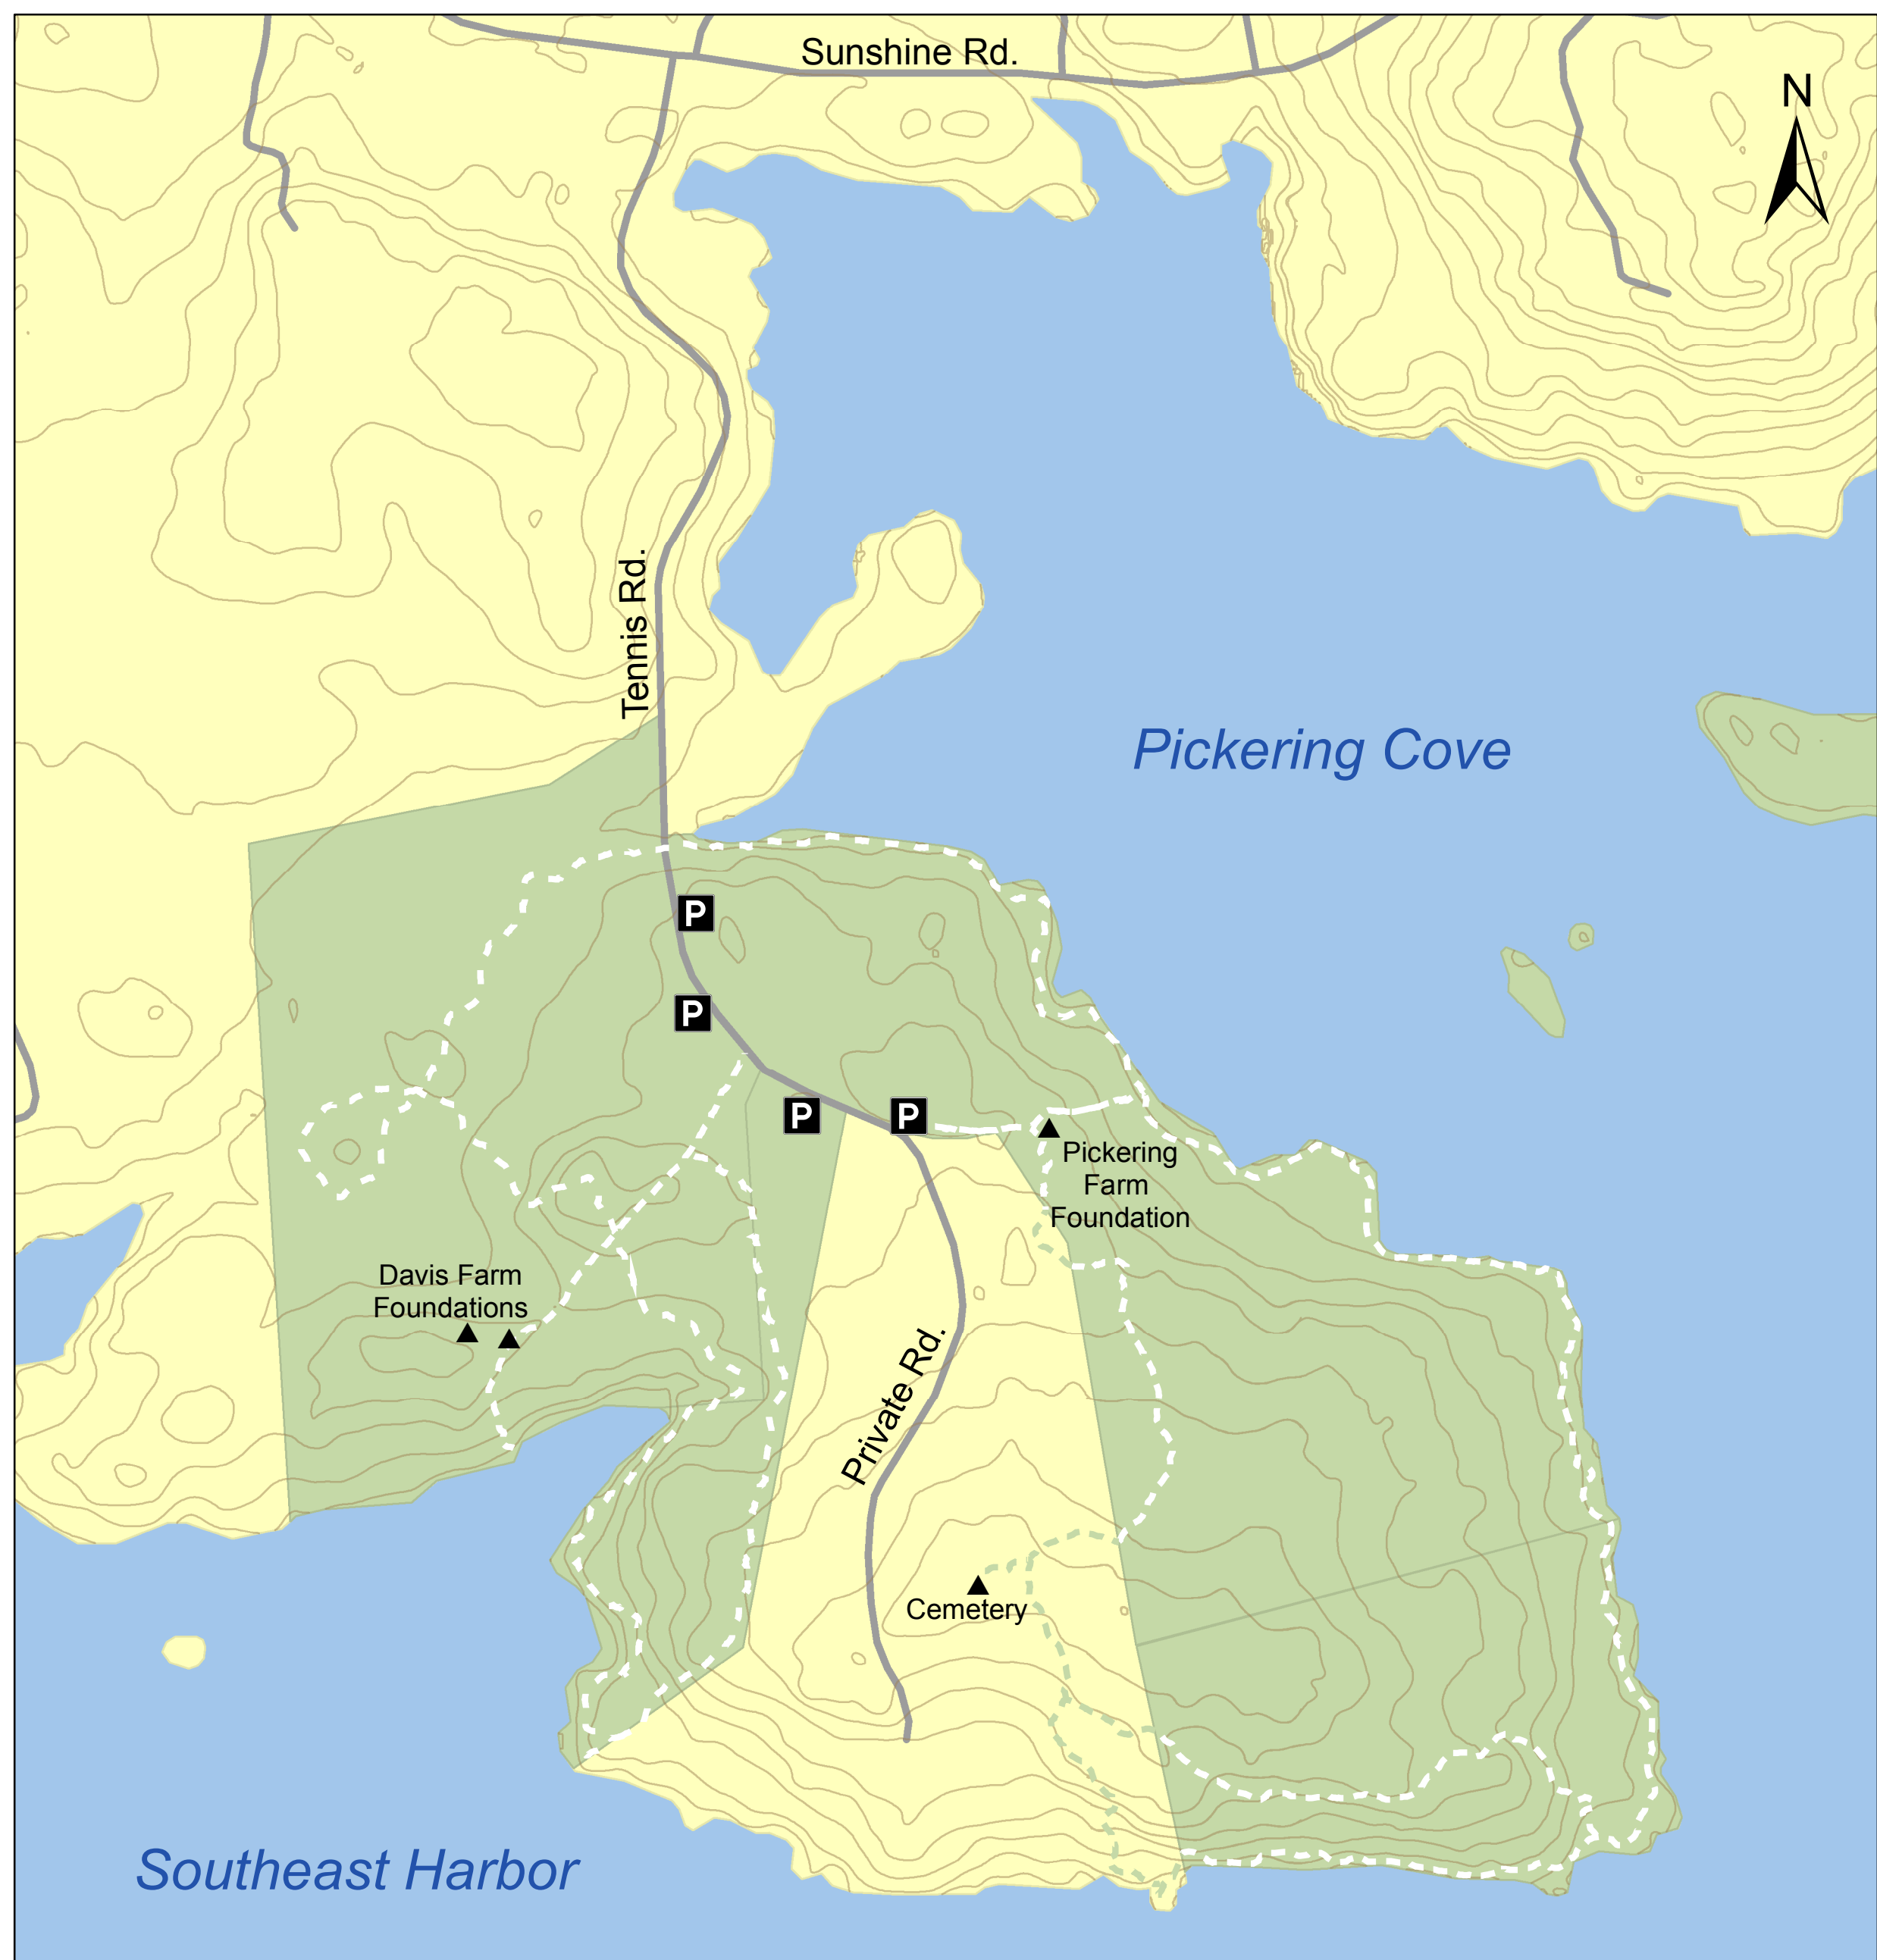 Sunshine Rd.
N
Tennis Rd.
Pickering Cove
P
P
P
P
Pickering
Farm
Foundation
Davis Farm
Foundations
Private Rd.
Cemetery
Southeast Harbor